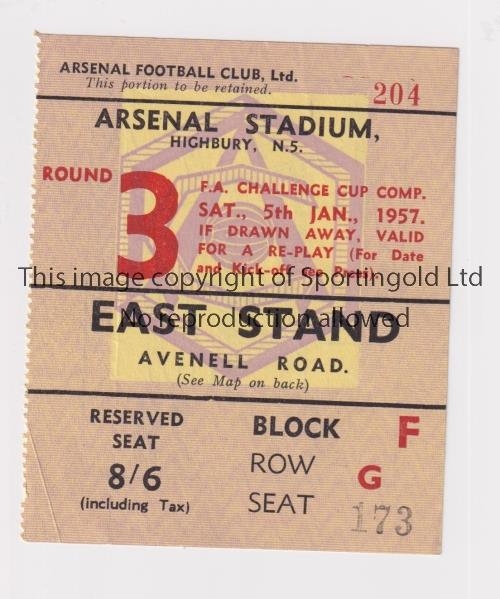 ARSENAL FOOTBALL CLUB, Ltd.
This portion to be retained.
204
ARSENAL STADIUM,
HIGHBURY, N.5.
ROUND 3
F.A. CHALLENGE CUP COMP.
SAT., 5th JAN., 1957.
IF DRAWN AWAY, VALID
FOR A RE-PLAY (For Date
and Kick-off see Press)
This image copyright of Sportingold Ltd
No reproduction allowed
EAST STAND
AVENELL ROAD.
(See Map on back)
RESERVED
SEAT
8/6
(including Tax)
BLOCK F
ROW G
SEAT 173